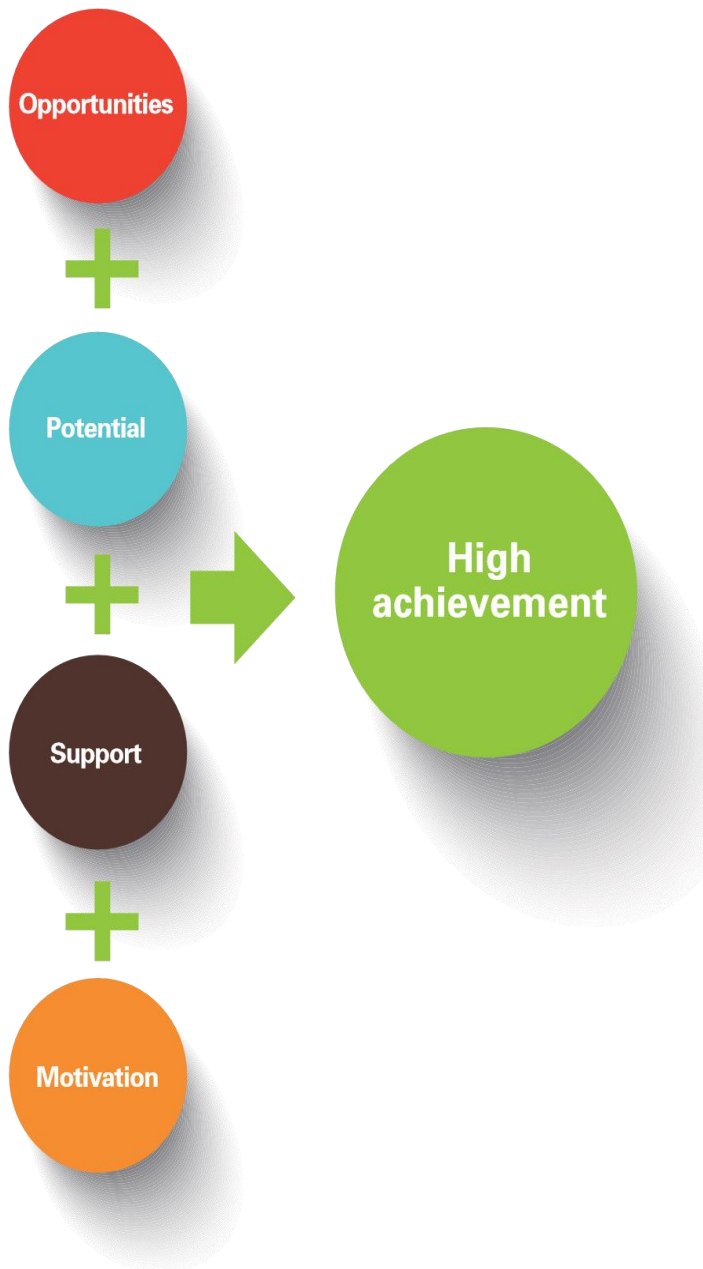 Opportunities
+
Potential
+
Support
+
Motivation
High
achievement